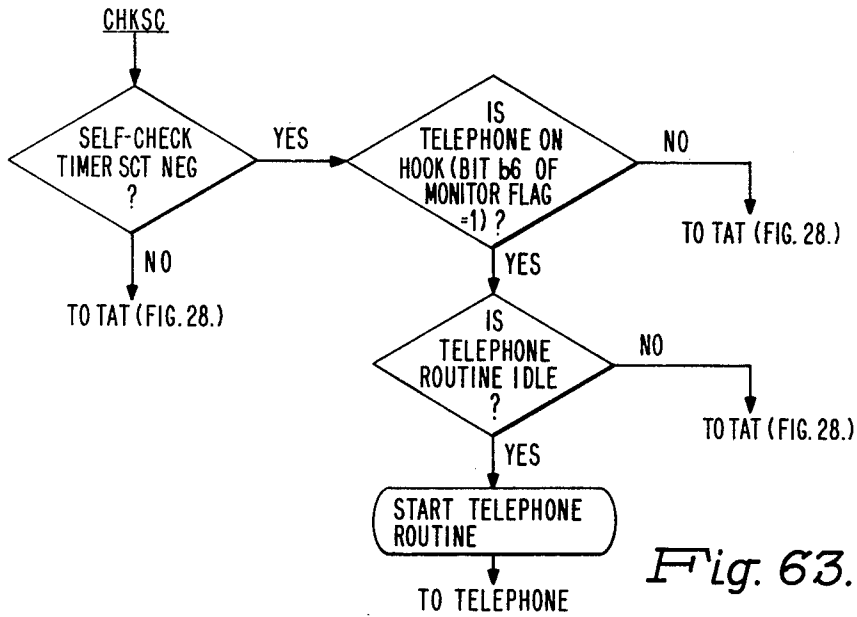 CHKSC
SELF-CHECK
TIMER SCT NEG
?
YES
NO
TO TAT (FIG. 28.)
IS
TELEPHONE ON
HOOK (BIT b6 OF
MONITOR FLAG
=1) ?
NO
TO TAT (FIG. 28.)
YES
IS
TELEPHONE
ROUTINE IDLE
?
NO
TO TAT (FIG. 28.)
YES
START TELEPHONE
ROUTINE
TO TELEPHONE
Fig. 63.